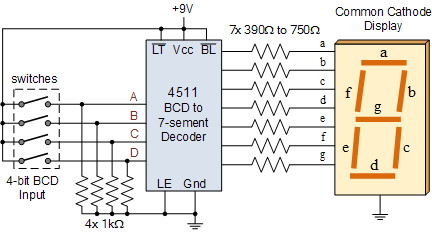 +9V
Common Cathode
Display
7x 390Ω to 750Ω
LT Vcc BL
switches
4511
BCD to
7-sement
Decoder
A
B
C
D
4-bit BCD
Input
4x 1kΩ
LE Gnd
a
b
c
d
e
f
g
a
f b
g
e c
d